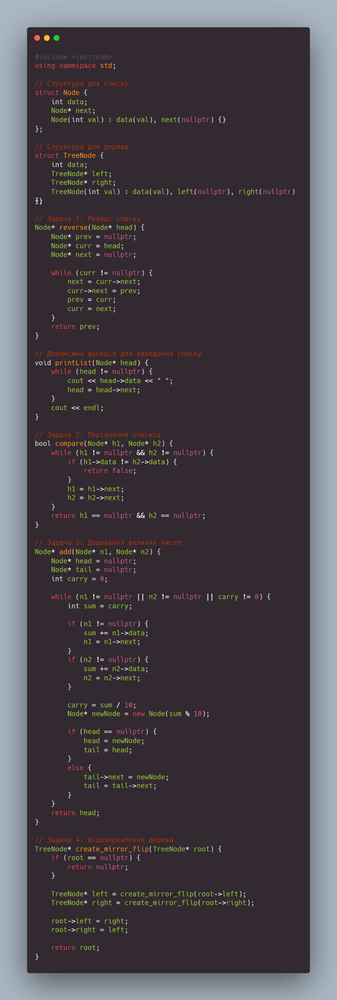 #include <iostream>
using namespace std;

// Структура для списку
struct Node {
    int data;
    Node* next;
    Node(int val) : data(val), next(nullptr) {}
};

// Структура для дерева
struct TreeNode {
    int data;
    TreeNode* left;
    TreeNode* right;
    TreeNode(int val) : data(val), left(nullptr), right(nullptr)
{}
};

// Задача 1: Реверс списку
Node* reverse(Node* head) {
    Node* prev = nullptr;
    Node* curr = head;
    Node* next = nullptr;

    while (curr != nullptr) {
        next = curr->next;
        curr->next = prev;
        prev = curr;
        curr = next;
    }
    return prev;
}

// Допоміжна функція для виведення списку
void printList(Node* head) {
    while (head != nullptr) {
        cout << head->data << " ";
        head = head->next;
    }
    cout << endl;
}

// Задача 2: Порівняння списків
bool compare(Node* h1, Node* h2) {
    while (h1 != nullptr && h2 != nullptr) {
        if (h1->data != h2->data) {
            return false;
        }
        h1 = h1->next;
        h2 = h2->next;
    }
    return h1 == nullptr && h2 == nullptr;
}

// Задача 3: Додавання великих чисел
Node* add(Node* n1, Node* n2) {
    Node* head = nullptr;
    Node* tail = nullptr;
    int carry = 0;

    while (n1 != nullptr || n2 != nullptr || carry != 0) {
        int sum = carry;

        if (n1 != nullptr) {
            sum += n1->data;
            n1 = n1->next;
        }
        if (n2 != nullptr) {
            sum += n2->data;
            n2 = n2->next;
        }

        carry = sum / 10;
        Node* newNode = new Node(sum % 10);

        if (head == nullptr) {
            head = newNode;
            tail = head;
        }
        else {
            tail->next = newNode;
            tail = tail->next;
        }
    }
    return head;
}

// Задача 4: Віддзеркалення дерева
TreeNode* create_mirror_flip(TreeNode* root) {
    if (root == nullptr) {
        return nullptr;
    }

    TreeNode* left = create_mirror_flip(root->left);
    TreeNode* right = create_mirror_flip(root->right);

    root->left = right;
    root->right = left;

    return root;
}